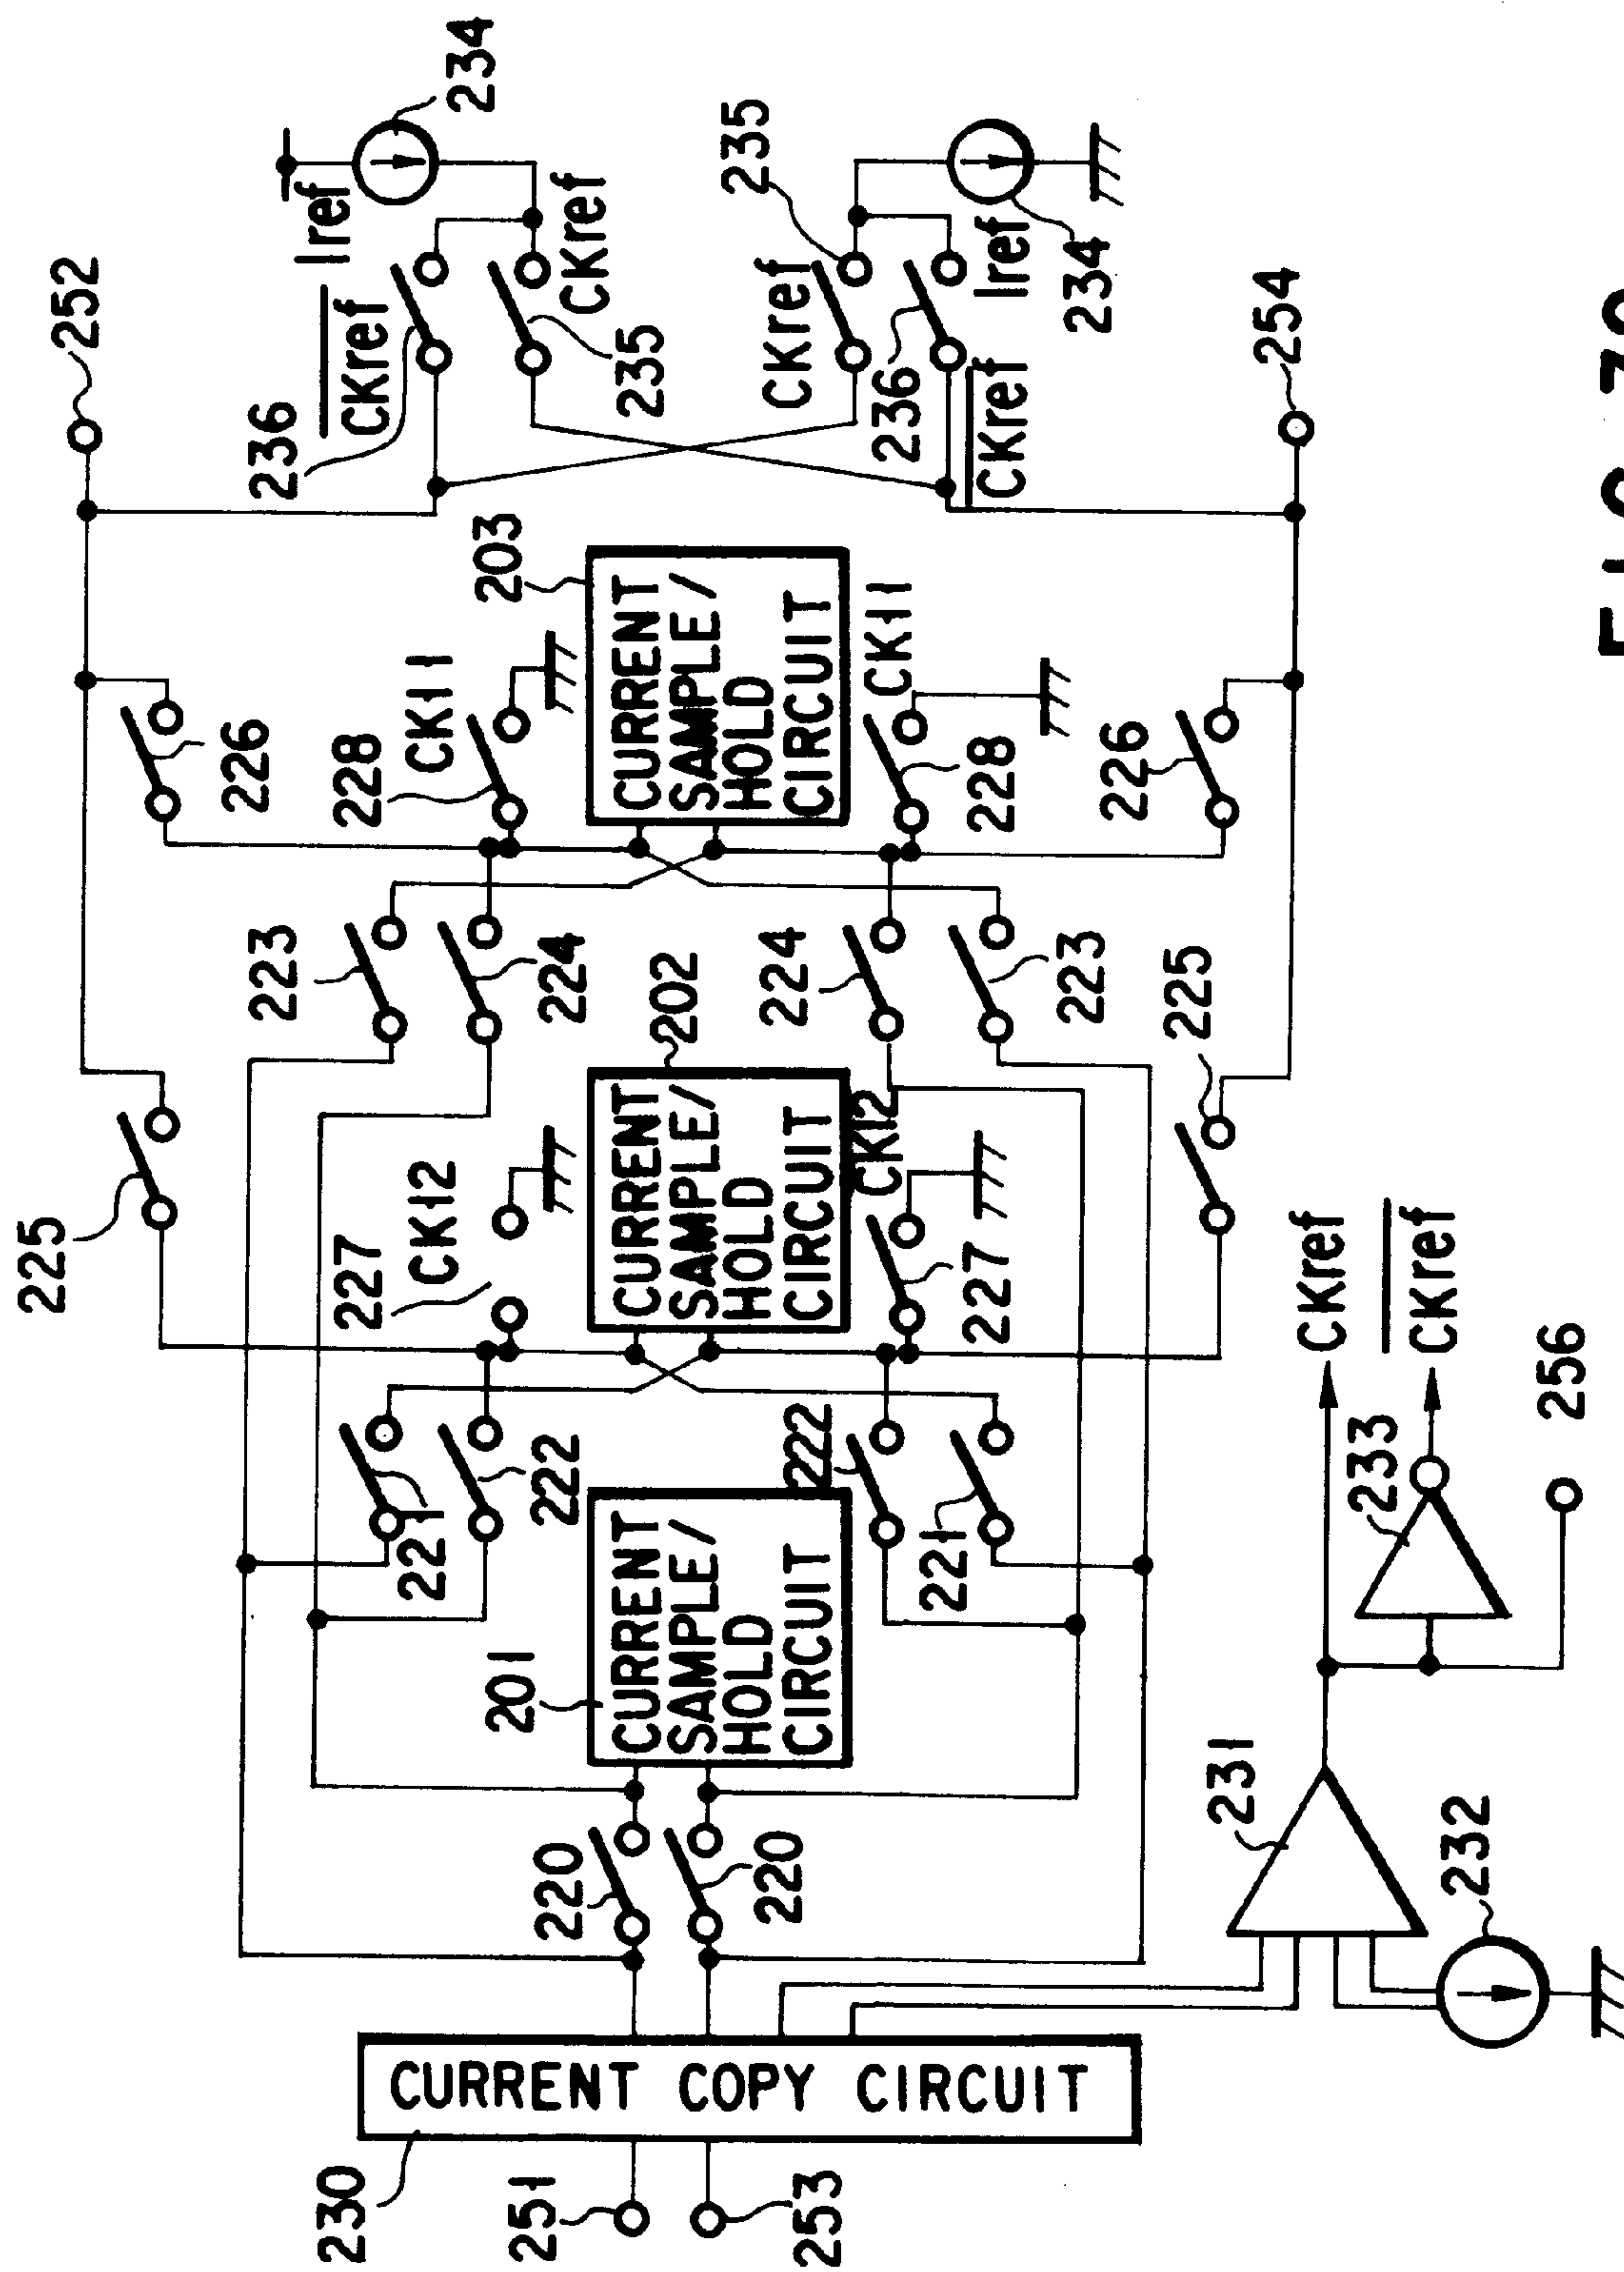 252
234
Iref
236
CKref
CKref
235
235
CKref
236
CKref
Iref
234
254
226
228
CK11
203
CURRENT
SAMPLE/
HOLD
CIRCUIT
CK11
228
226
225
223
224
202
224
223
225
227
CK12
CURRENT
SAMPLE/
HOLD
CIRCUIT
CK12
227
221
222
222
221
201
CURRENT
SAMPLE/
HOLD
CIRCUIT
220
220
230
CURRENT COPY CIRCUIT
251
253
231
232
233
CKref
CKref
256